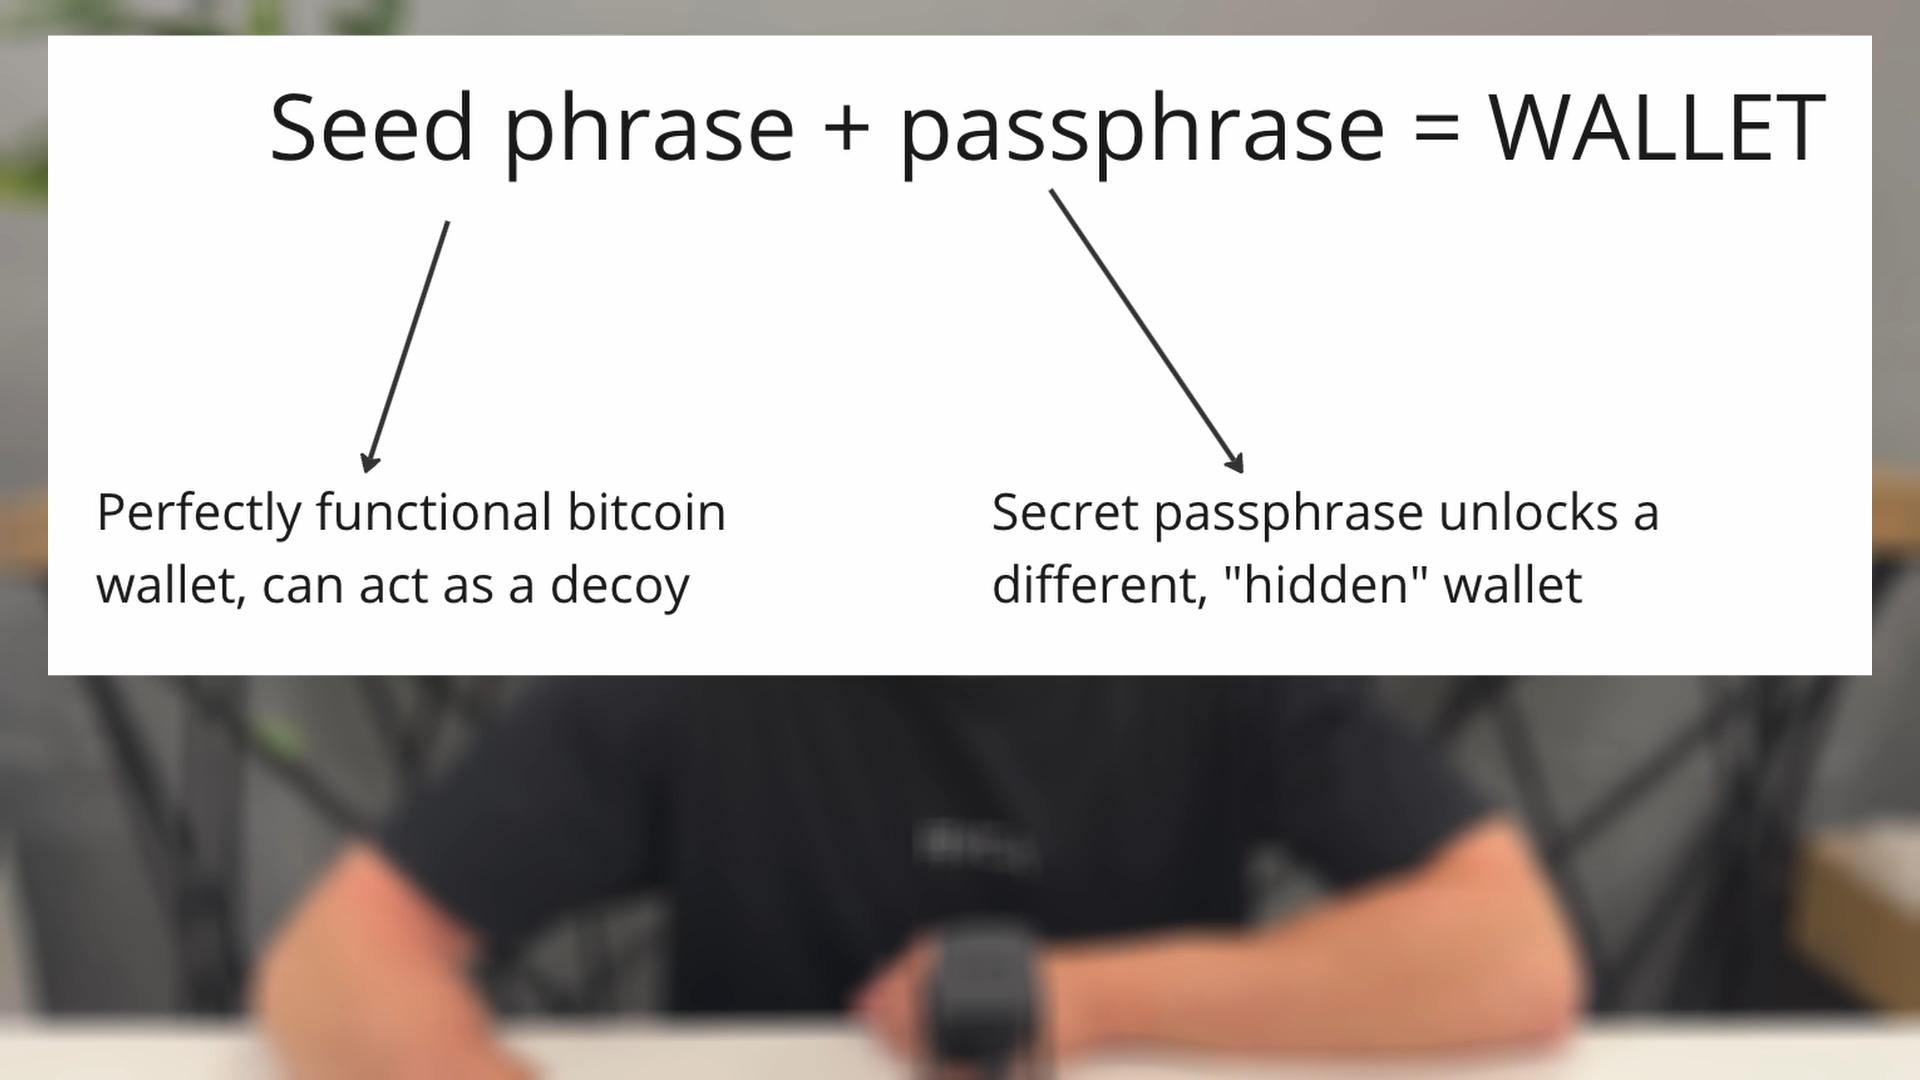 Seed phrase + passphrase = WALLET
Perfectly functional bitcoin
wallet, can act as a decoy
Secret passphrase unlocks a
different, "hidden" wallet